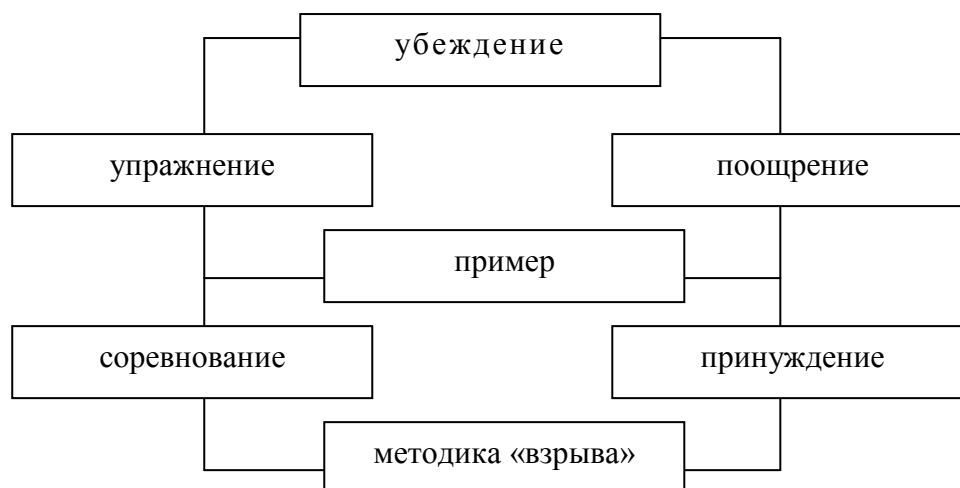 убеждение
упражнение
поощрение
пример
соревнование
принуждение
методика «взрыва»